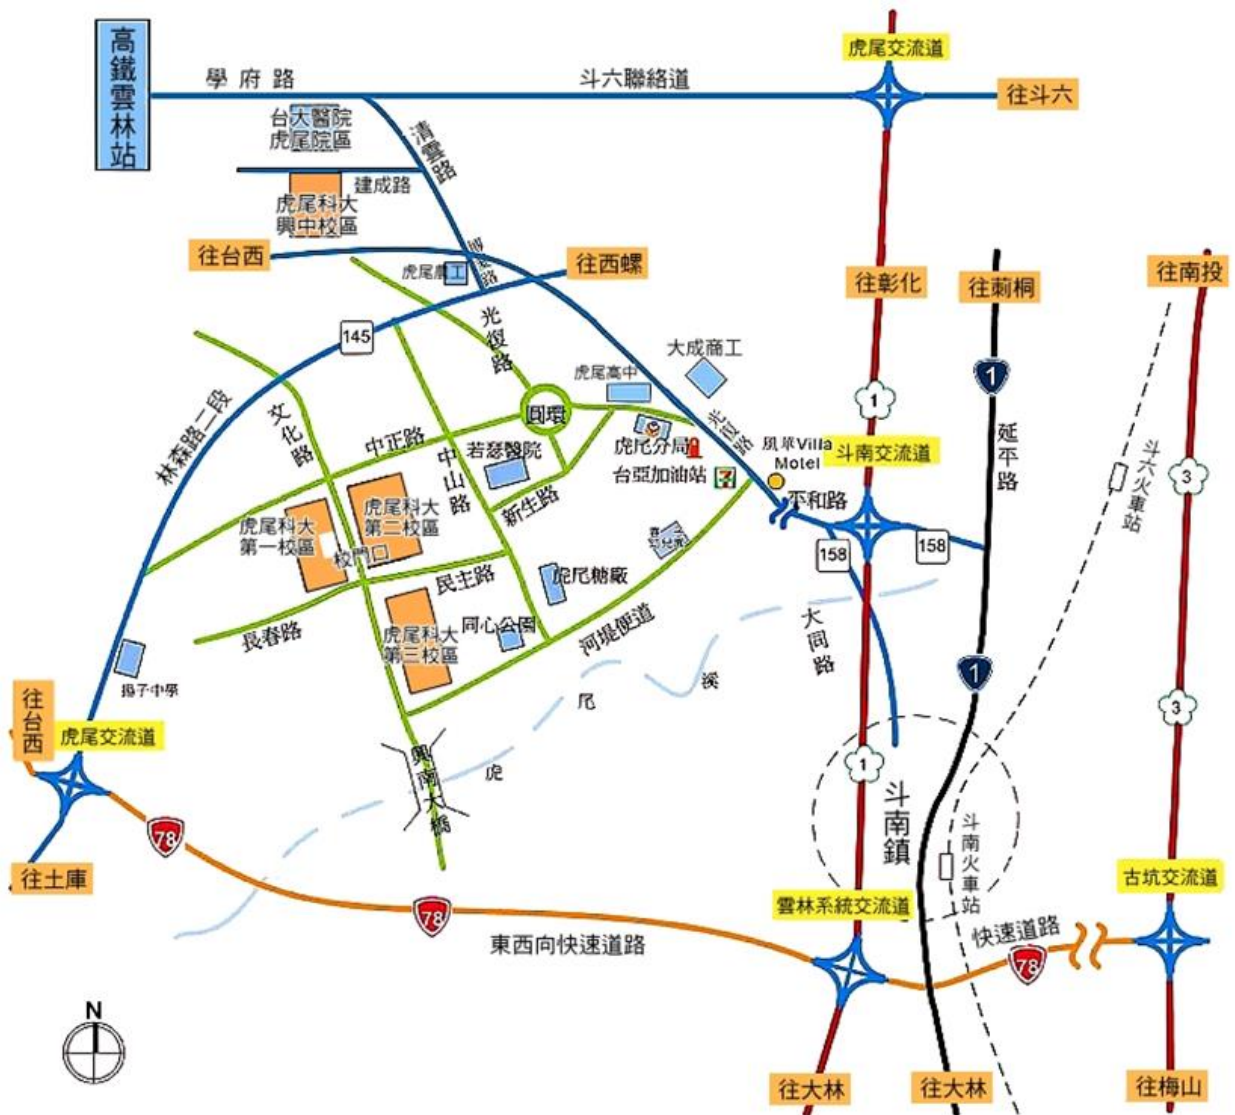 高鐵雲林站
學府路
斗六聯絡道
虎尾交流道
往斗六
台大醫院
虎尾院區
清雲路
建成路
虎尾科大
興中校區
往台西
虎尾農工
往西螺
往彰化
往莿桐
往南投
145
光復路
大成商工
虎尾高中
1
1
林森路二段
文化路
中正路
圓環
中山路
若瑟醫院
虎尾分局
台亞加油站
7
光復路
風華Villa
Motel
斗南交流道
延平路
斗六火車站
3
平和路
新生路
虎尾科大
第二校區
虎尾科大
第一校區
校門口
158
158
民主路
虎尾糖廠
長春路
虎尾科大
第三校區
同心公園
河堤便道
大同路
揚子中學
1
3
往台西
虎尾交流道
興南大橋
虎
尾
溪
1
斗南鎮
斗南火車站
78
往土庫
78
東西向快速道路
雲林系統交流道
古坑交流道
快速道路
78
N
往大林
往大林
往梅山